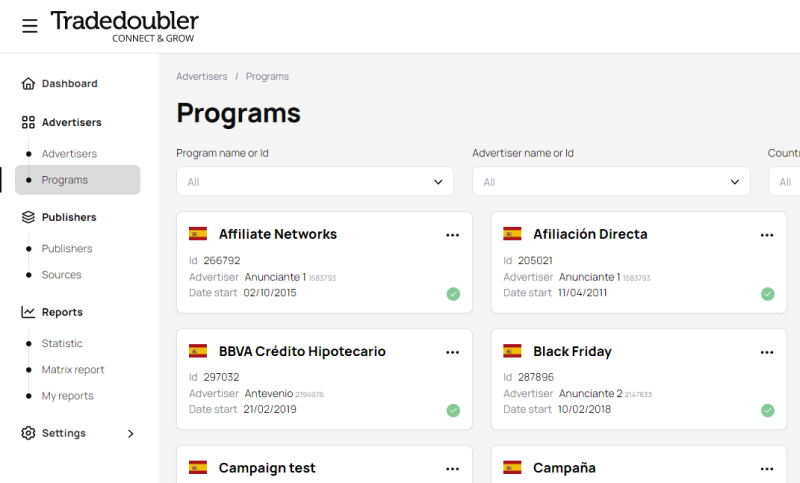 Tradedoubler
CONNECT & GROW
Dashboard
Advertisers
Advertisers
Programs
Publishers
Publishers
Sources
Reports
Statistic
Matrix report
My reports
Settings
Advertisers / Programs
Programs
Program name or Id
Advertiser name or Id
Countr
All
All
All
Affiliate Networks
Id 266792
Advertiser Anunciante 1 1583793
Date start 02/10/2015
Afiliación Directa
Id 205021
Advertiser Anunciante 1 1583793
Date start 11/04/2011
BBVA Crédito Hipotecario
Id 297032
Advertiser Antevenio 2194976
Date start 21/02/2019
Black Friday
Id 287896
Advertiser Anunciante 2 2147833
Date start 10/02/2018
Campaign test
Campaña